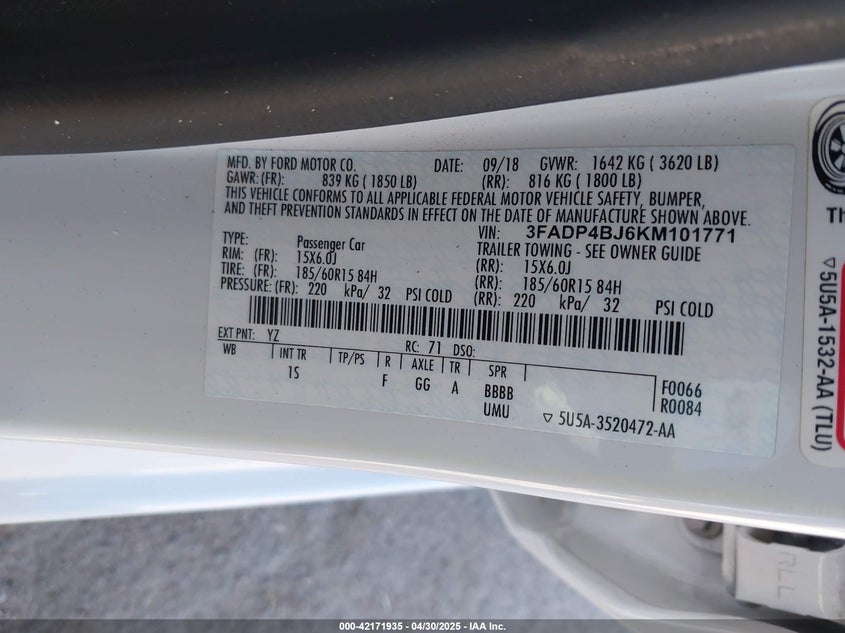 MFD. BY FORD MOTOR CO. DATE: 09/18 GVWR: 1642 KG ( 3620 LB)
GAWR: (FR): 839 KG ( 1850 LB) (RR): 816 KG ( 1800 LB)
THIS VEHICLE CONFORMS TO ALL APPLICABLE FEDERAL MOTOR VEHICLE SAFETY, BUMPER,
AND THEFT PREVENTION STANDARDS IN EFFECT ON THE DATE OF MANUFACTURE SHOWN ABOVE.
VIN: 3FADP4BJ6KM101771
TYPE: Passenger Car TRAILER TOWING - SEE OWNER GUIDE
RIM: (FR): 15X6.0J (RR): 15X6.0J
TIRE: (FR): 185/60R15 84H (RR): 185/60R15 84H
PRESSURE: (FR): 220 kPa/ 32 PSI COLD (RR): 220 kPa/ 32 PSI COLD
EXT PNT: YZ RC: 71 DSO:
WB INT TR TP/PS R AXLE TR SPR
1S F GG A BBBB F0066
UMU R0084
▽ 5U5A-3520472-AA
Th
▽ 5U5A-1532-AA (TLU)
RLL
000-42171935 - 04/30/2025 - IAA Inc.